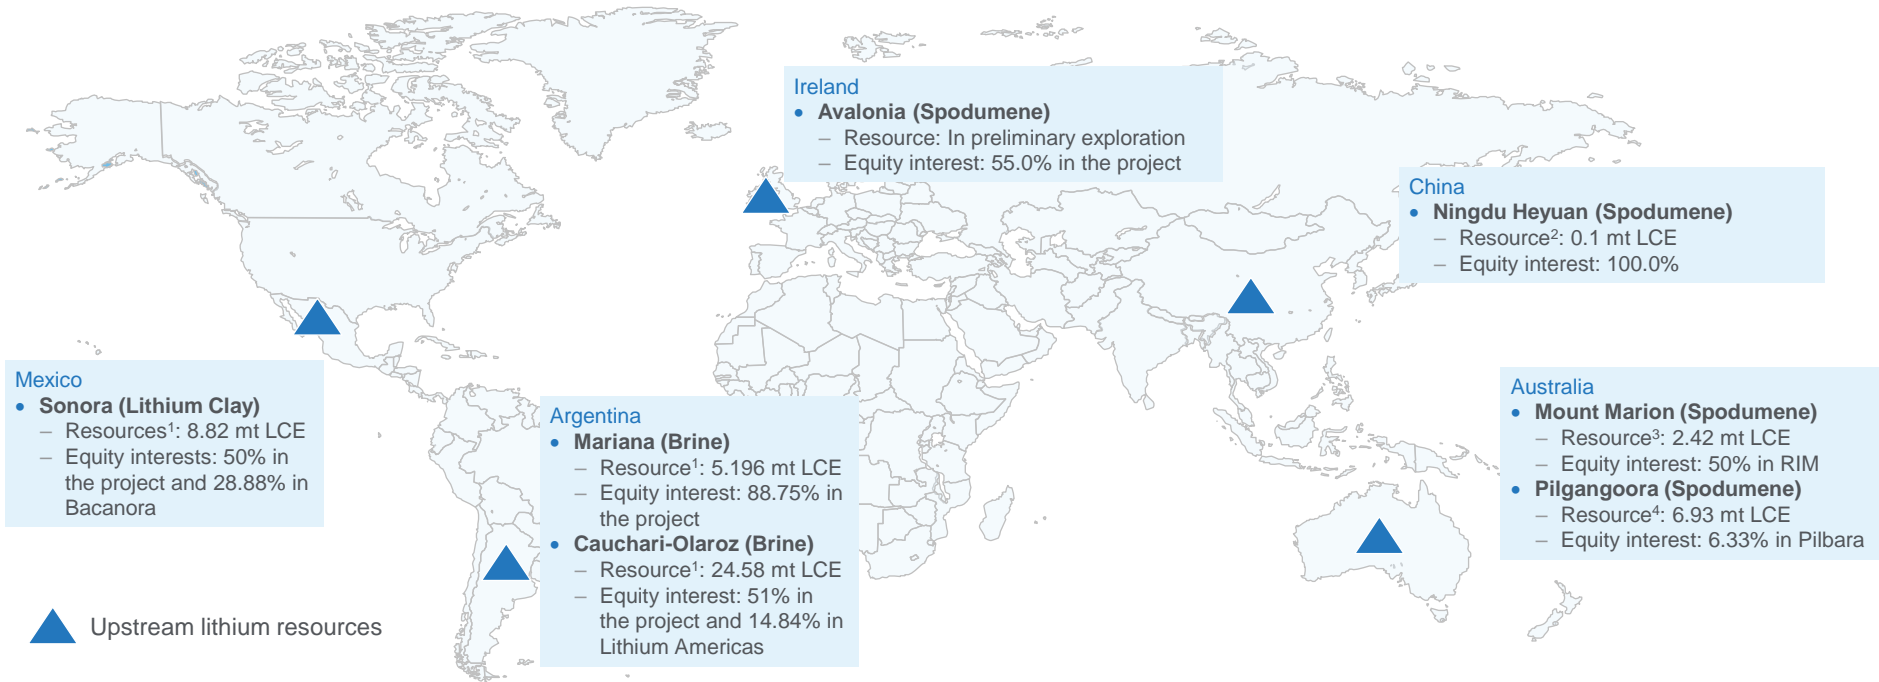 Ireland
• Avalonia (Spodumene)
– Resource: In preliminary exploration
– Equity interest: 55.0% in the project
China
• Ningdu Heyuan (Spodumene)
– Resource²: 0.1 mt LCE
– Equity interest: 100.0%
Mexico
• Sonora (Lithium Clay)
– Resources¹: 8.82 mt LCE
– Equity interests: 50% in
the project and 28.88% in
Bacanora
Argentina
• Mariana (Brine)
– Resource¹: 5.196 mt LCE
– Equity interest: 88.75% in
the project
• Cauchari-Olaroz (Brine)
– Resource¹: 24.58 mt LCE
– Equity interest: 51% in
the project and 14.84% in
Lithium Americas
Australia
• Mount Marion (Spodumene)
– Resource³: 2.42 mt LCE
– Equity interest: 50% in RIM
• Pilgangoora (Spodumene)
– Resource⁴: 6.93 mt LCE
– Equity interest: 6.33% in Pilbara
Upstream lithium resources